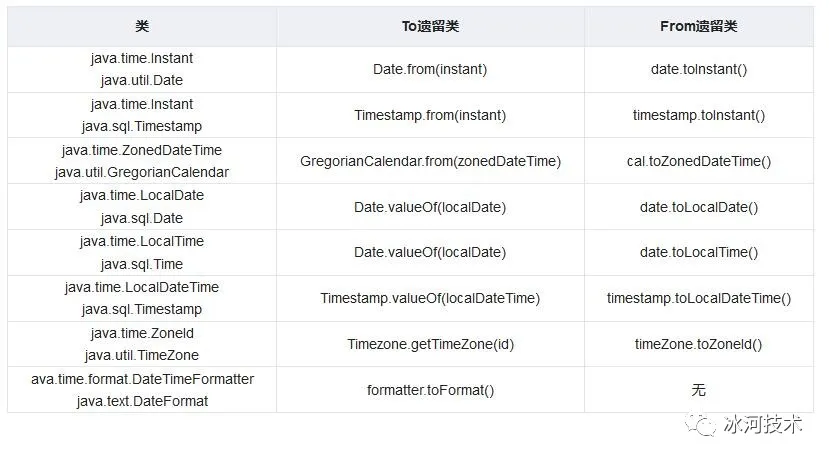 类 To遗留类 From遗留类
java.time.Instant
java.util.Date
Date.from(instant) date.toInstant()
java.time.Instant
java.sql.Timestamp
Timestamp.from(instant) timestamp.toInstant()
java.time.ZonedDateTime
java.util.GregorianCalendar
GregorianCalendar.from(zonedDateTime) cal.toZonedDateTime()
java.time.LocalDate
java.sql.Date
Date.valueOf(localDate) date.toLocalDate()
java.time.LocalTime
java.sql.Time
Date.valueOf(localDate) date.toLocalTime()
java.time.LocalDateTime
java.sql.Timestamp
Timestamp.valueOf(localDateTime) timestamp.toLocalDateTime()
java.time.ZoneId
java.util.TimeZone
Timezone.getTimeZone(id) timeZone.toZoneId()
ava.time.format.DateTimeFormatter
java.text.DateFormat
formatter.toFormat() 无
冰河技术